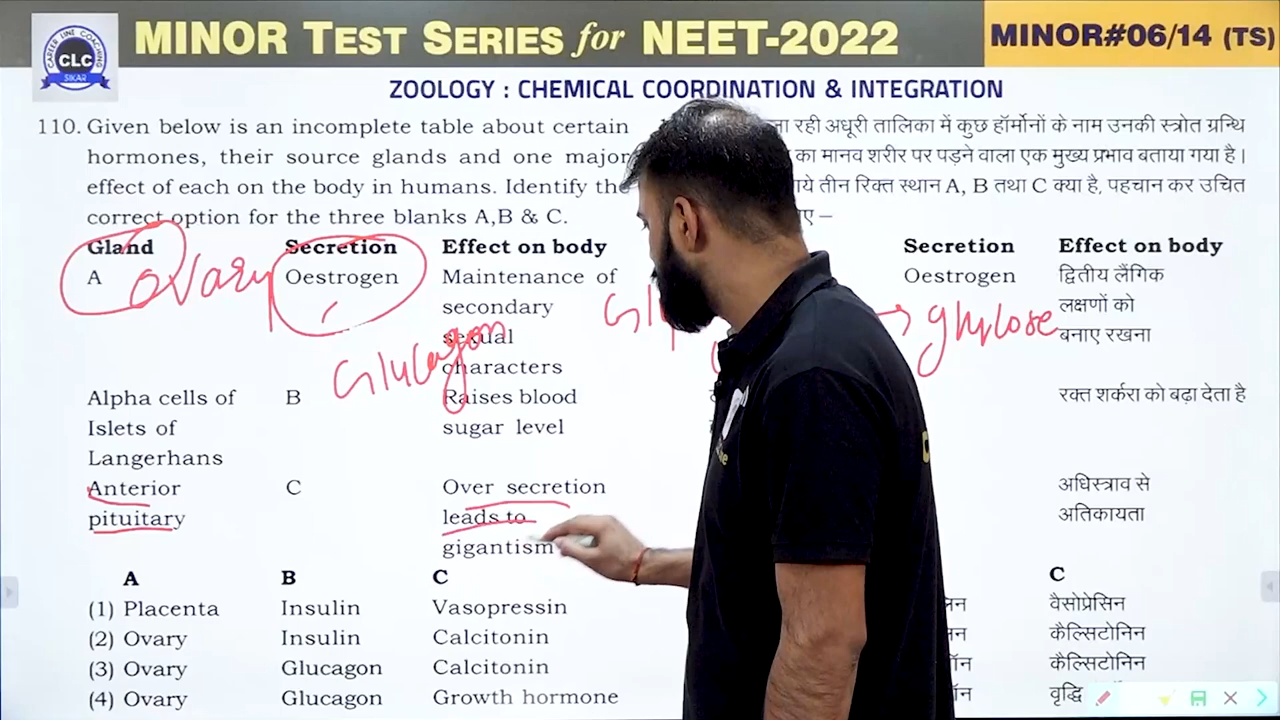 MINOR TEST SERIES for NEET-2022
MINOR#06/14 (TS)
CAREER LINE COACHING
CLC
SIKAR
ZOOLOGY : CHEMICAL COORDINATION & INTEGRATION
110. Given below is an incomplete table about certain
hormones, their source glands and one major
effect of each on the body in humans. Identify the
correct option for the three blanks A,B & C.
Gland Secretion Effect on body
A Ovary Oestrogen Maintenance of
secondary
sexual
characters
Glucagon
Alpha cells of B Raises blood
Islets of sugar level
Langerhans
Anterior C Over secretion
pituitary leads to
gigantism
A B C
(1) Placenta Insulin Vasopressin
(2) Ovary Insulin Calcitonin
(3) Ovary Glucagon Calcitonin
(4) Ovary Glucagon Growth hormone
रही अधूरी तालिका में कुछ हॉर्मोनों के नाम उनकी स्त्रोत ग्रन्थि
का मानव शरीर पर पड़ने वाला एक मुख्य प्रभाव बताया गया है।
तीन रिक्त स्थान A, B तथा C क्या है, पहचान कर उचित
Secretion Effect on body
Oestrogen द्वितीय लैंगिक
लक्षणों को
बनाए रखना
रक्त शर्करा को बढ़ा देता है
अधिस्त्राव से
अतिकायता
C
वैसोप्रेसिन
कैल्सिटोनिन
कैल्सिटोनिन